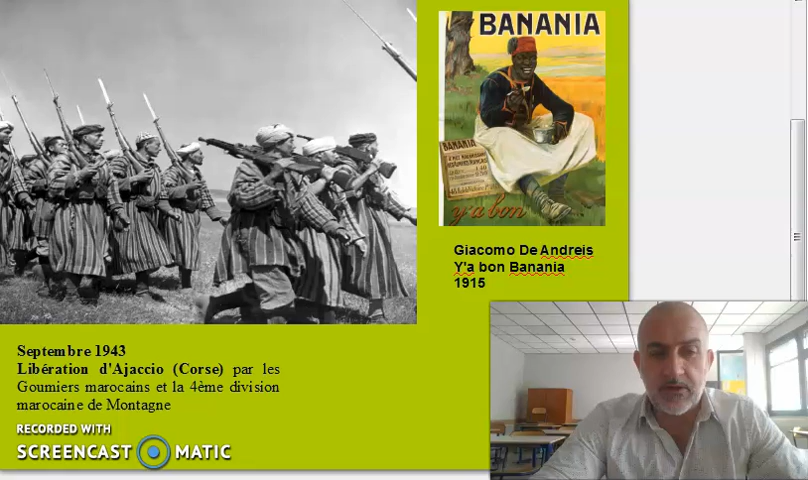 BANANIA
BANANIA
y'a bon
Giacomo De Andreis
Y'a bon Banania
1915
Septembre 1943
Libération d'Ajaccio (Corse) par les
Goumiers marocains et la 4ème division
marocaine de Montagne
RECORDED WITH
SCREENCAST MATIC